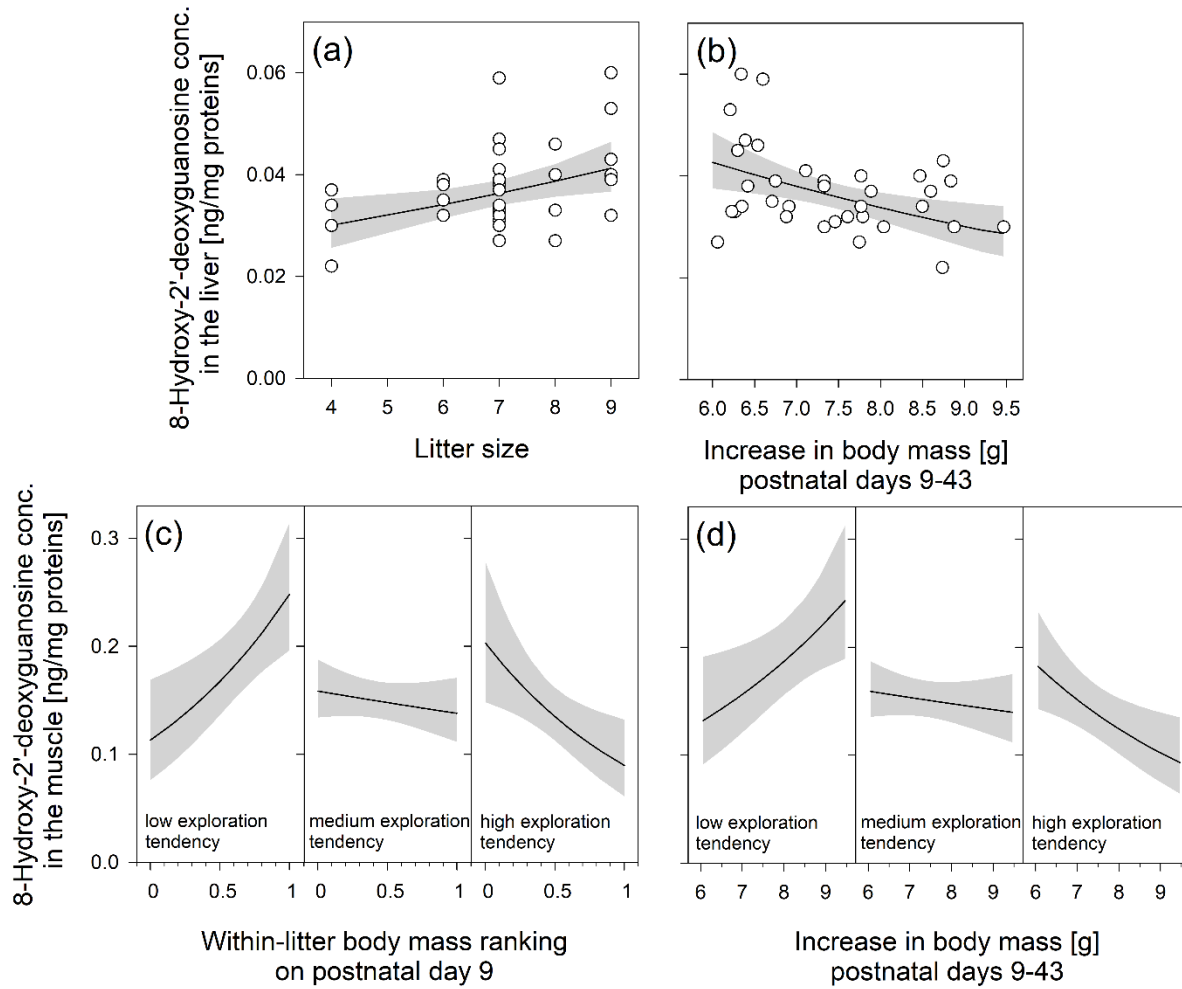 8-Hydroxy-2'-deoxyguanosine conc.
in the liver [ng/mg proteins]
(a)
0.06
0.04
0.02
0.00
4 5 6 7 8 9
Litter size
(b)
6.0 6.5 7.0 7.5 8.0 8.5 9.0 9.5
Increase in body mass [g]
postnatal days 9-43
8-Hydroxy-2'-deoxyguanosine conc.
in the muscle [ng/mg proteins]
(c)
0.3
0.2
0.1
0.0
low exploration
tendency
medium exploration
tendency
high exploration
tendency
0 0.5 1 0 0.5 1 0 0.5 1
Within-litter body mass ranking
on postnatal day 9
(d)
low exploration
tendency
medium exploration
tendency
high exploration
tendency
6 7 8 9 6 7 8 9 6 7 8 9
Increase in body mass [g]
postnatal days 9-43